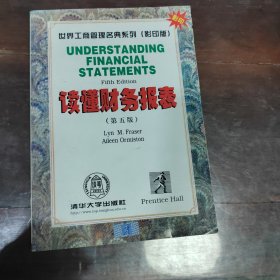 世界工商管理名典系列（影印版）
UNDERSTANDING
FINANCIAL
STATEMENTS
Fifth Edition
读懂财务报表
（第五版）
Lyn M. Fraser
Aileen Ormiston
清华大学出版社
Prentice Hall